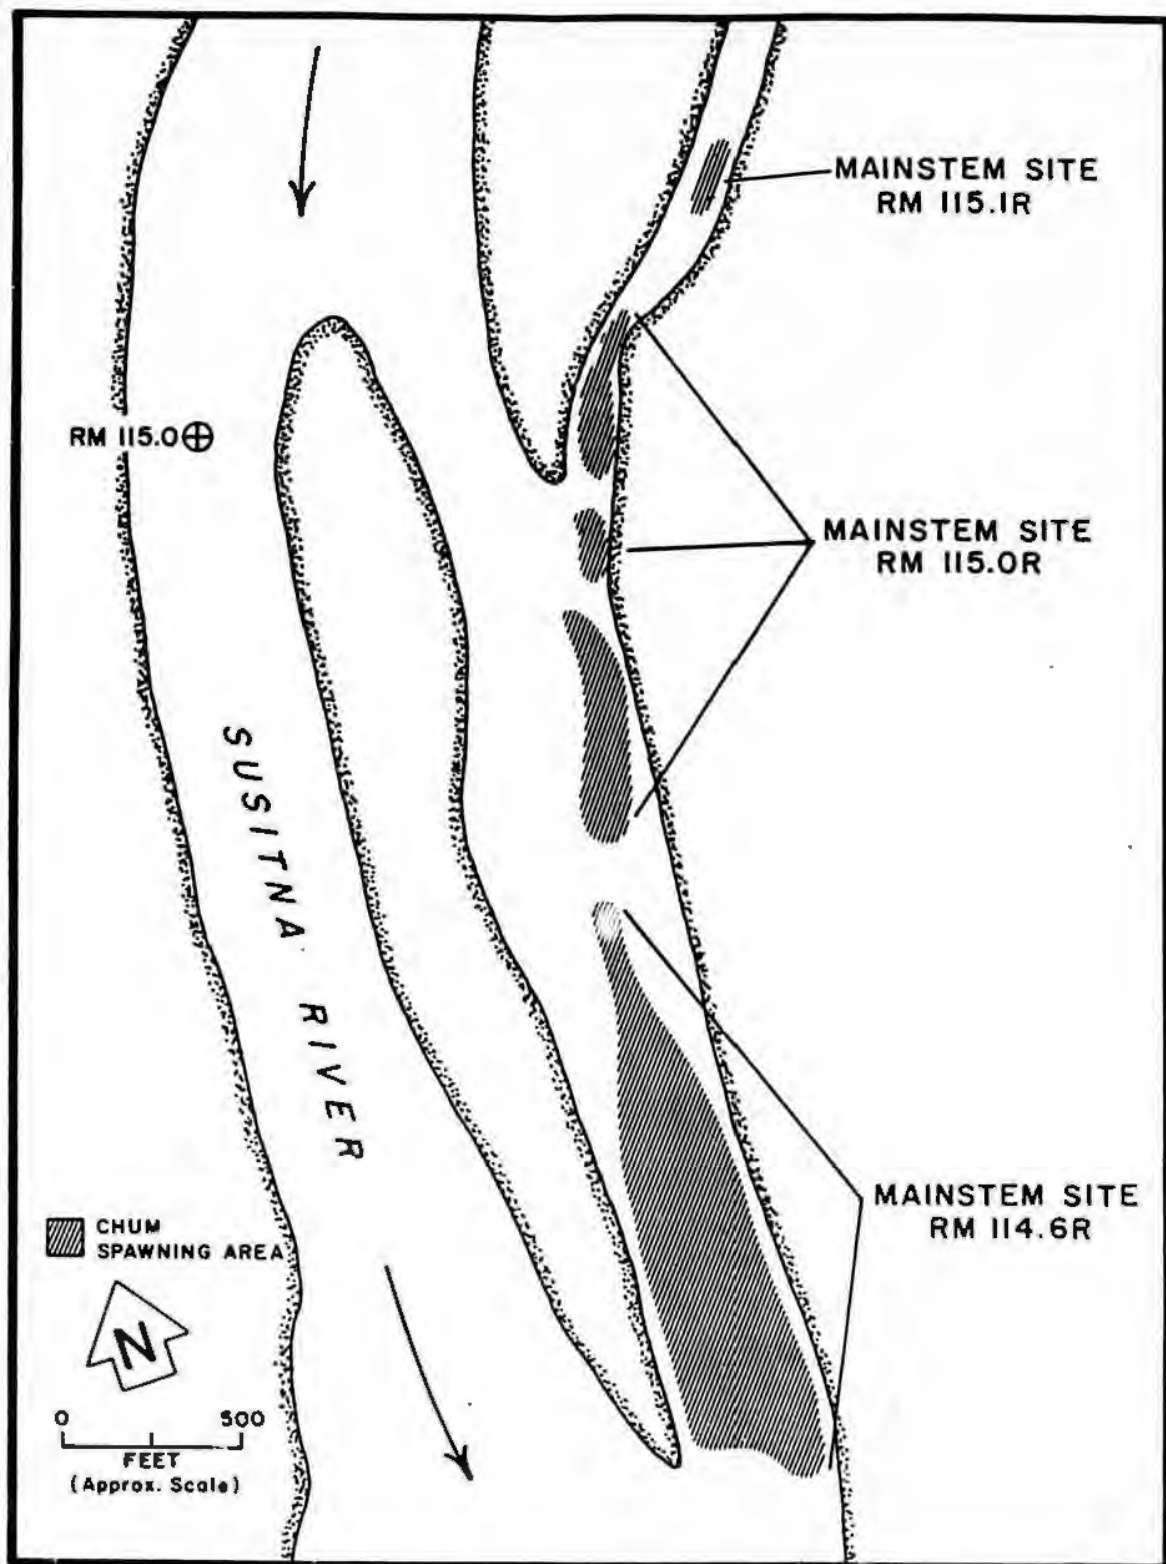 MAINSTEM SITE
RM 115.1R
RM 115.0
MAINSTEM SITE
RM 115.0R
SUSITNA RIVER
MAINSTEM SITE
RM 114.6R
CHUM
SPAWNING AREA
N
0 500
FEET
(Approx. Scale)